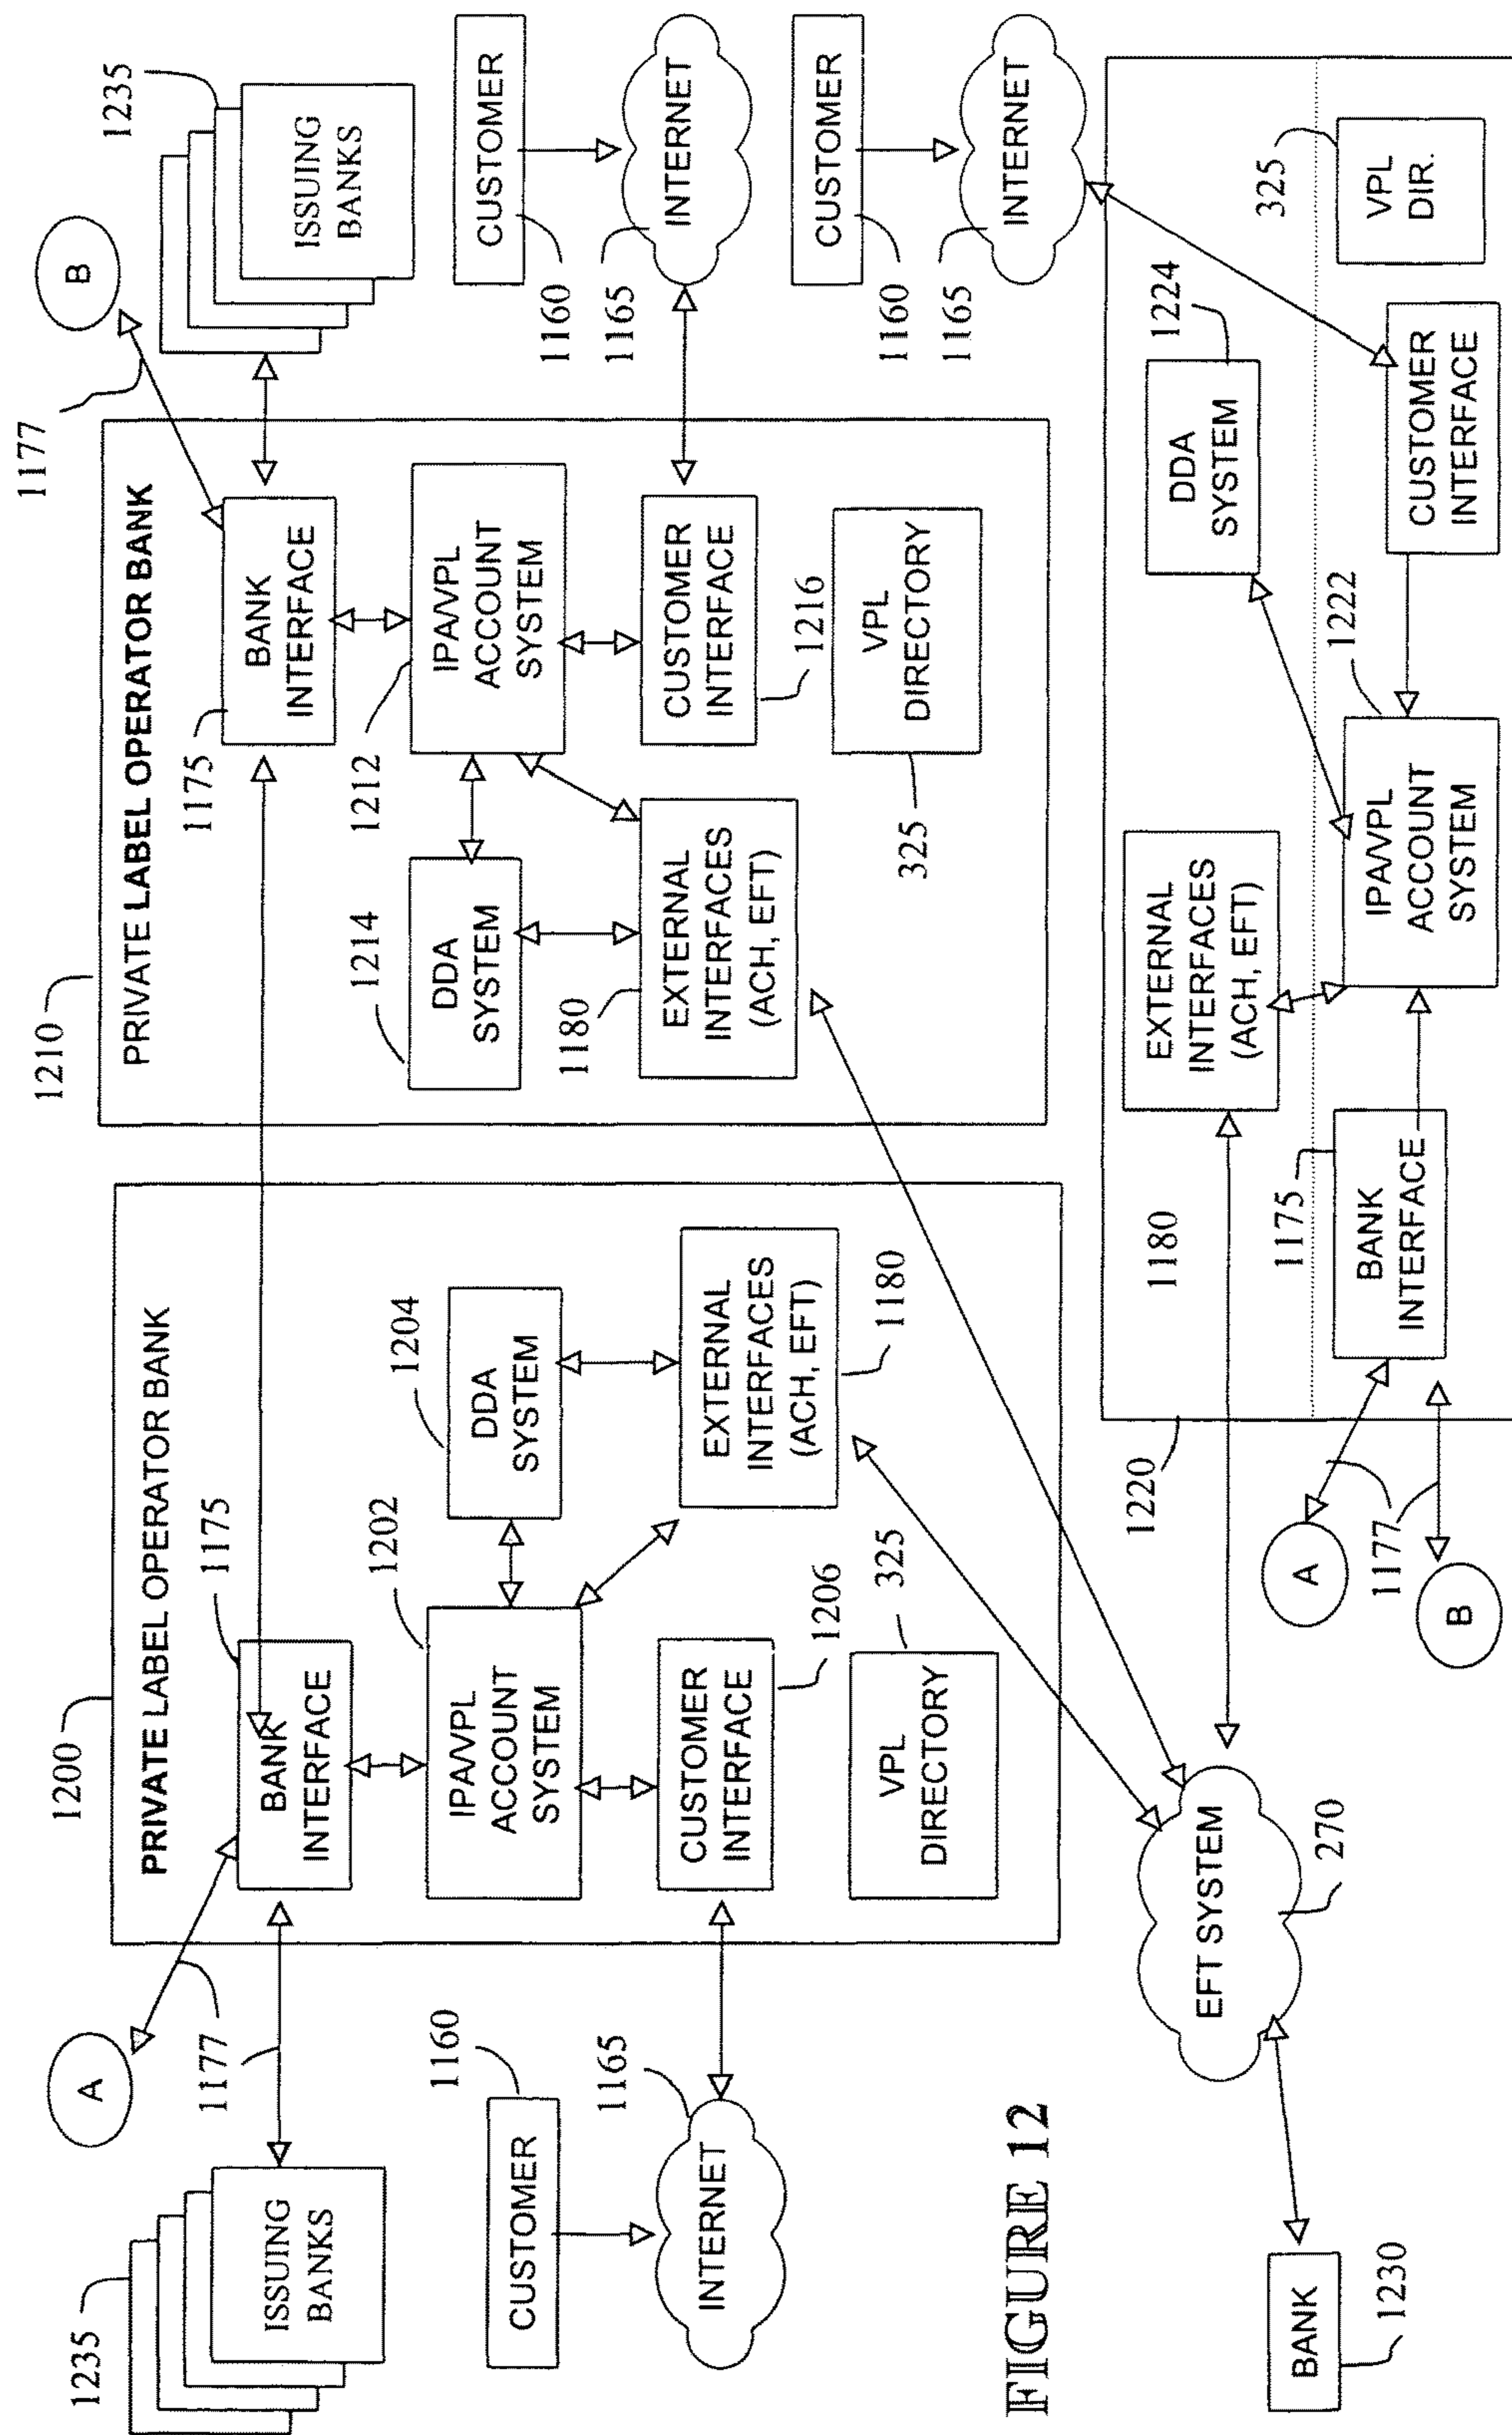 1235
ISSUING
BANKS
A
1177
CUSTOMER
1160
INTERNET
1165
1200
PRIVATE LABEL OPERATOR BANK
1175
BANK
INTERFACE
1202
IPA/VPL
ACCOUNT
SYSTEM
1204
DDA
SYSTEM
CUSTOMER
INTERFACE
1206
EXTERNAL
INTERFACES
(ACH, EFT)
1180
325
VPL
DIRECTORY
1210
PRIVATE LABEL OPERATOR BANK
1175
BANK
INTERFACE
1177
B
1235
ISSUING
BANKS
1214
DDA
SYSTEM
1212
IPA/VPL
ACCOUNT
SYSTEM
1180
EXTERNAL
INTERFACES
(ACH, EFT)
CUSTOMER
INTERFACE
1216
VPL
DIRECTORY
325
CUSTOMER
1160
INTERNET
1165
CUSTOMER
1160
INTERNET
1165
FIGURE 12
BANK
1230
EFT SYSTEM
270
1220
1180
EXTERNAL
INTERFACES
(ACH, EFT)
DDA
SYSTEM
1224
A
1177
B
1175
BANK
INTERFACE
1222
IPA/VPL
ACCOUNT
SYSTEM
CUSTOMER
INTERFACE
325
VPL
DIR.